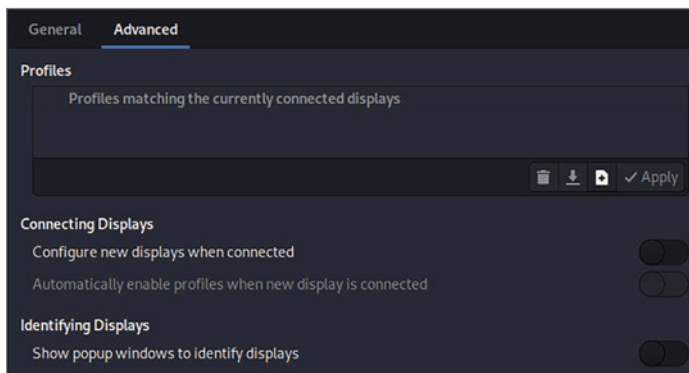 General Advanced
Profiles
Profiles matching the currently connected displays
Apply
Connecting Displays
Configure new displays when connected
Automatically enable profiles when new display is connected
Identifying Displays
Show popup windows to identify displays